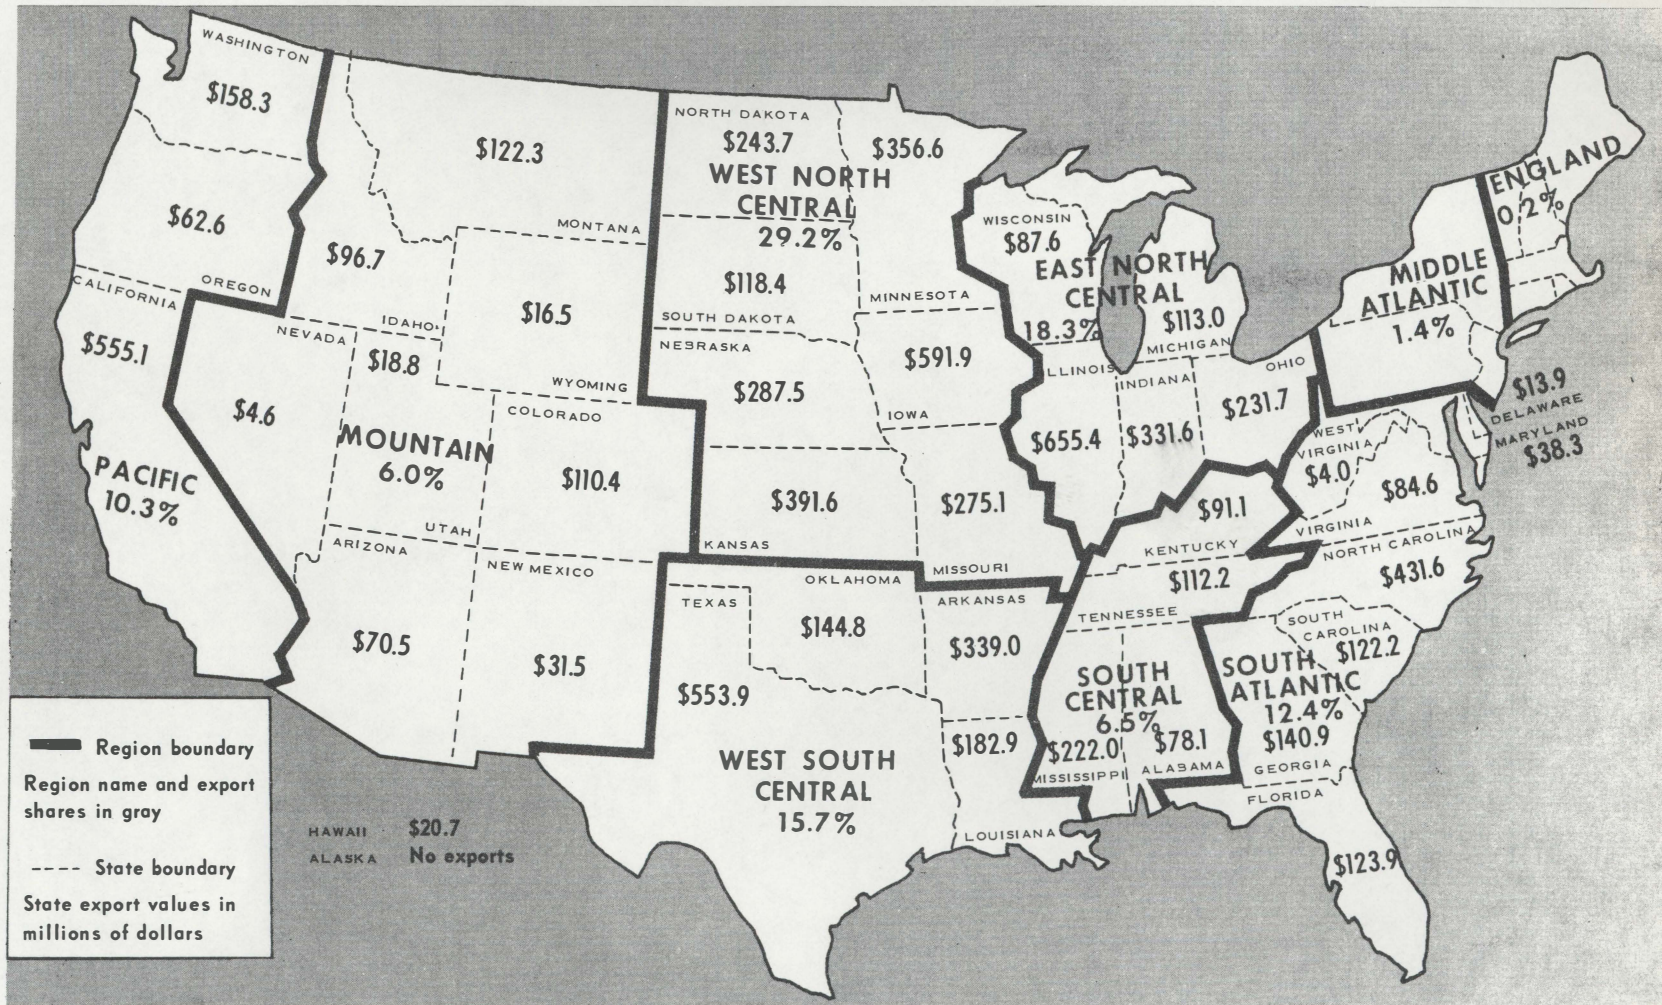 WASHINGTON
$158.3
$62.6
OREGON
CALIFORNIA
$555.1
PACIFIC
10.3%
$122.3
MONTANA
$96.7
IDAHO
$16.5
WYOMING
NEVADA
$4.6
$18.8
MOUNTAIN
6.0%
UTAH
COLORADO
$110.4
ARIZONA
$70.5
NEW MEXICO
$31.5
NORTH DAKOTA
$243.7
$356.6
WEST NORTH
CENTRAL
29.2%
$118.4
SOUTH DAKOTA
MINNESOTA
NEBRASKA
$287.5
$591.9
IOWA
$391.6
KANSAS
$275.1
MISSOURI
OKLAHOMA
$144.8
TEXAS
$553.9
ARKANSAS
$339.0
$182.9
LOUISIANA
WEST SOUTH
CENTRAL
15.7%
WISCONSIN
$87.6
EAST NORTH
CENTRAL
18.3%
$113.0
MICHIGAN
ILLINOIS
$655.4
INDIANA
$331.6
OHIO
$231.7
$91.1
KENTUCKY
$112.2
TENNESSEE
SOUTH
CENTRAL
6.5%
$222.0
MISSISSIPPI
$78.1
ALABAMA
ENGLAND
0.2%
MIDDLE
ATLANTIC
1.4%
$13.9
DELAWARE
MARYLAND
$38.3
WEST
VIRGINIA
$4.0
$84.6
VIRGINIA
NORTH CAROLINA
$431.6
SOUTH
CAROLINA
$122.2
SOUTH
ATLANTIC
12.4%
$140.9
GEORGIA
FLORIDA
$123.9
Region boundary
Region name and export
shares in gray
State boundary
State export values in
millions of dollars
HAWAII $20.7
ALASKA No exports